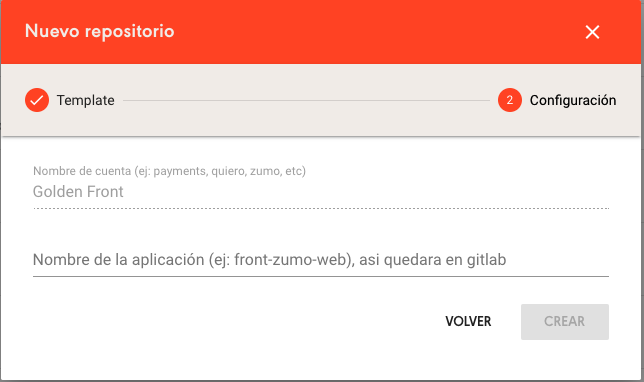 Nuevo repositorio
Template
2
Configuración
Nombre de cuenta (ej: payments, quiero, zumo, etc)
Golden Front
Nombre de la aplicación (ej: front-zumo-web), asi quedara en gitlab
VOLVER
CREAR